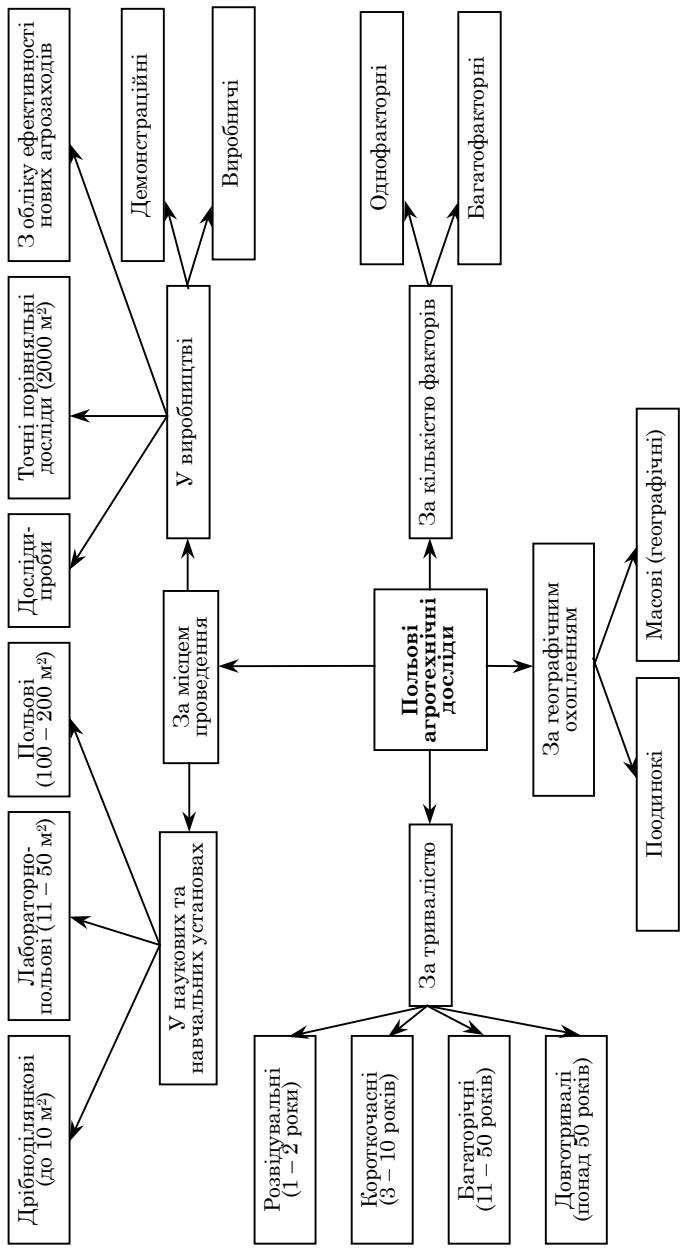 Дрібноділянкові
(до 10 м²)
Лабораторно-
польові (11 – 50 м²)
Польові
(100 – 200 м²)
Досліди-
проби
Точні порівняльні
досліди (2000 м²)
З обліку ефективності
нових агрозаходів
У наукових та
навчальних установах
За місцем
проведення
У виробництві
Демонстраційні
Виробничі
Розвідувальні
(1 – 2 роки)
Короткочасні
(3 – 10 років)
Багаторічні
(11 – 50 років)
Довготривалі
(понад 50 років)
За тривалістю
Польові
агротехнічні
досліди
За кількістю факторів
Однофакторні
Багатофакторні
За географічним
охопленням
Поодинокі
Масові (географічні)